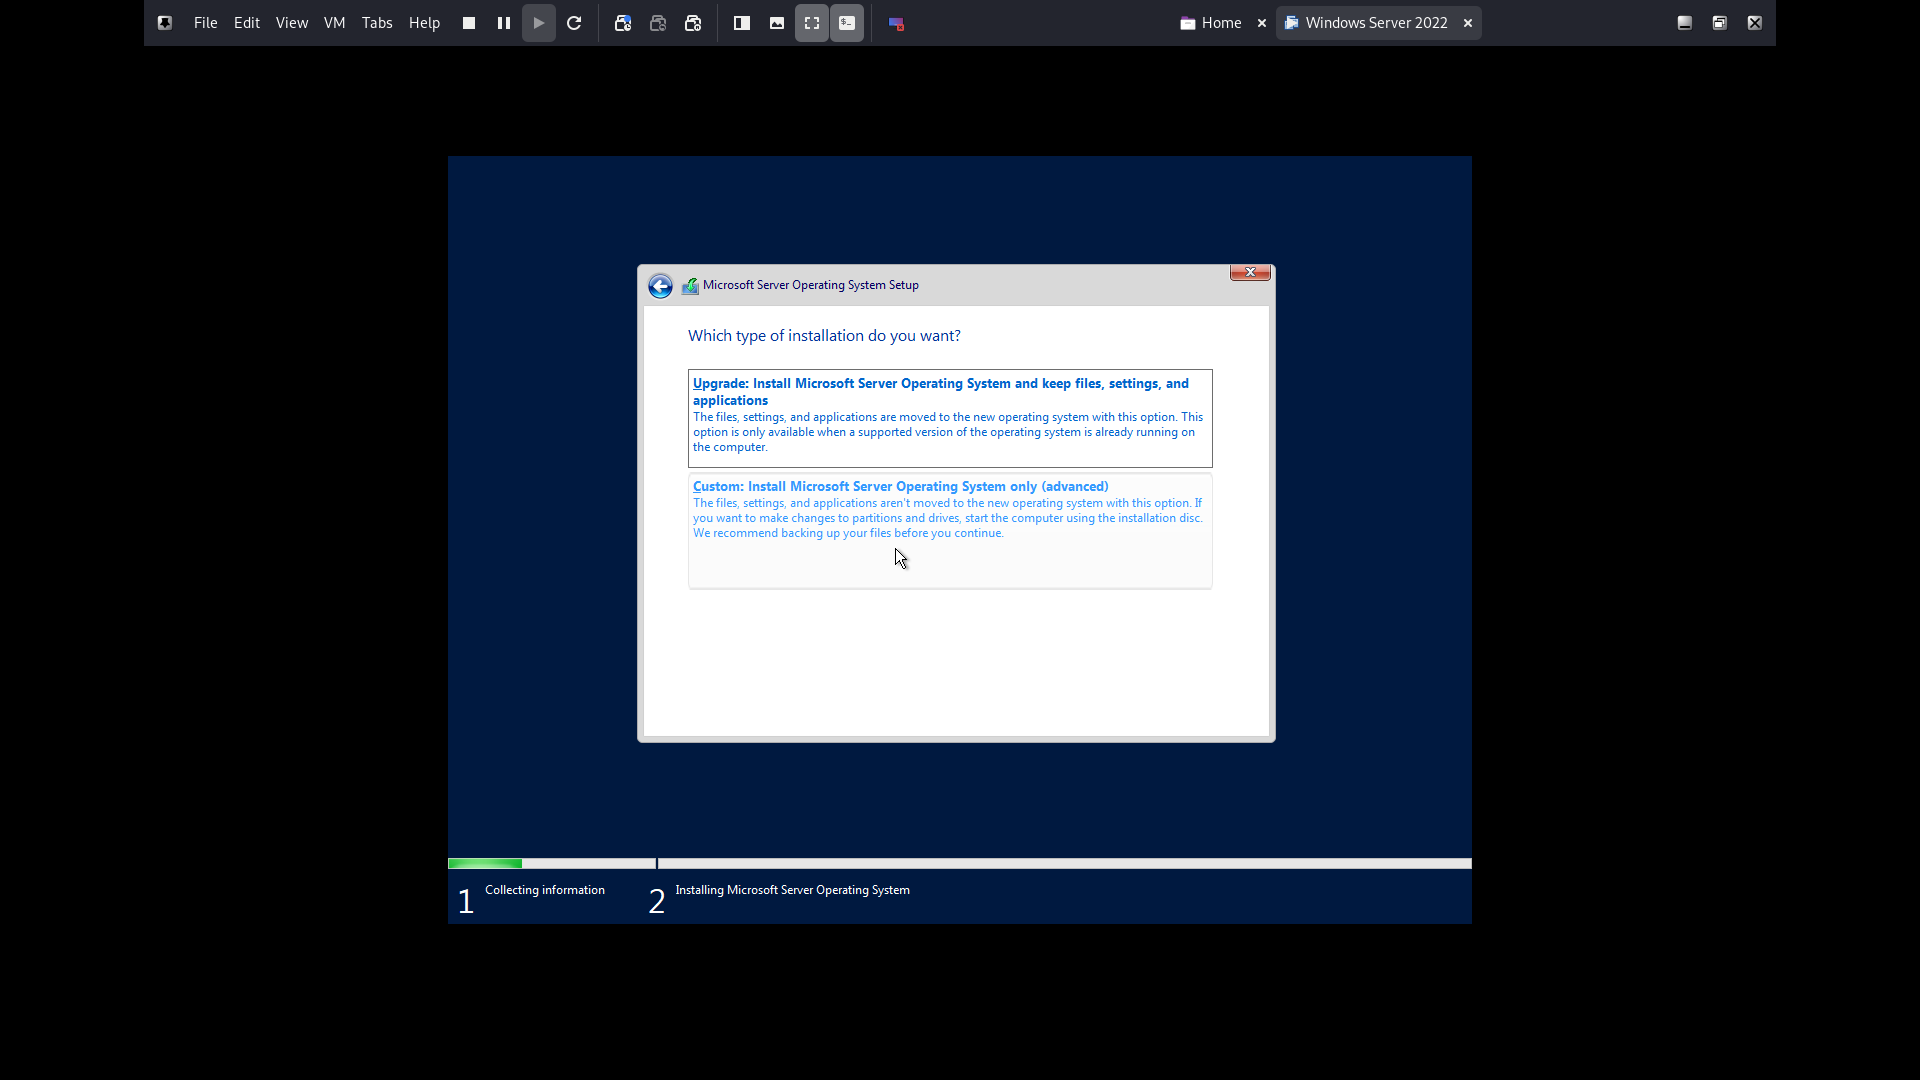 File Edit View VM Tabs Help Home Windows Server 2022
Microsoft Server Operating System Setup
Which type of installation do you want?
Upgrade: Install Microsoft Server Operating System and keep files, settings, and
applications
The files, settings, and applications are moved to the new operating system with this option. This
option is only available when a supported version of the operating system is already running on
the computer.
Custom: Install Microsoft Server Operating System only (advanced)
The files, settings, and applications aren't moved to the new operating system with this option. If
you want to make changes to partitions and drives, start the computer using the installation disc.
We recommend backing up your files before you continue.
1 Collecting information 2 Installing Microsoft Server Operating System